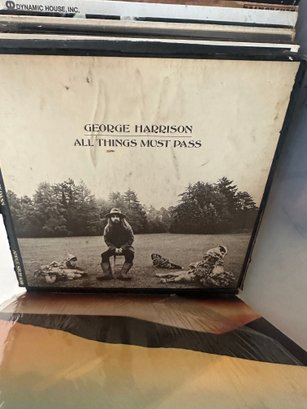 DYNAMIC HOUSE, INC.
GEORGE HARRISON
ALL THINGS MUST PASS